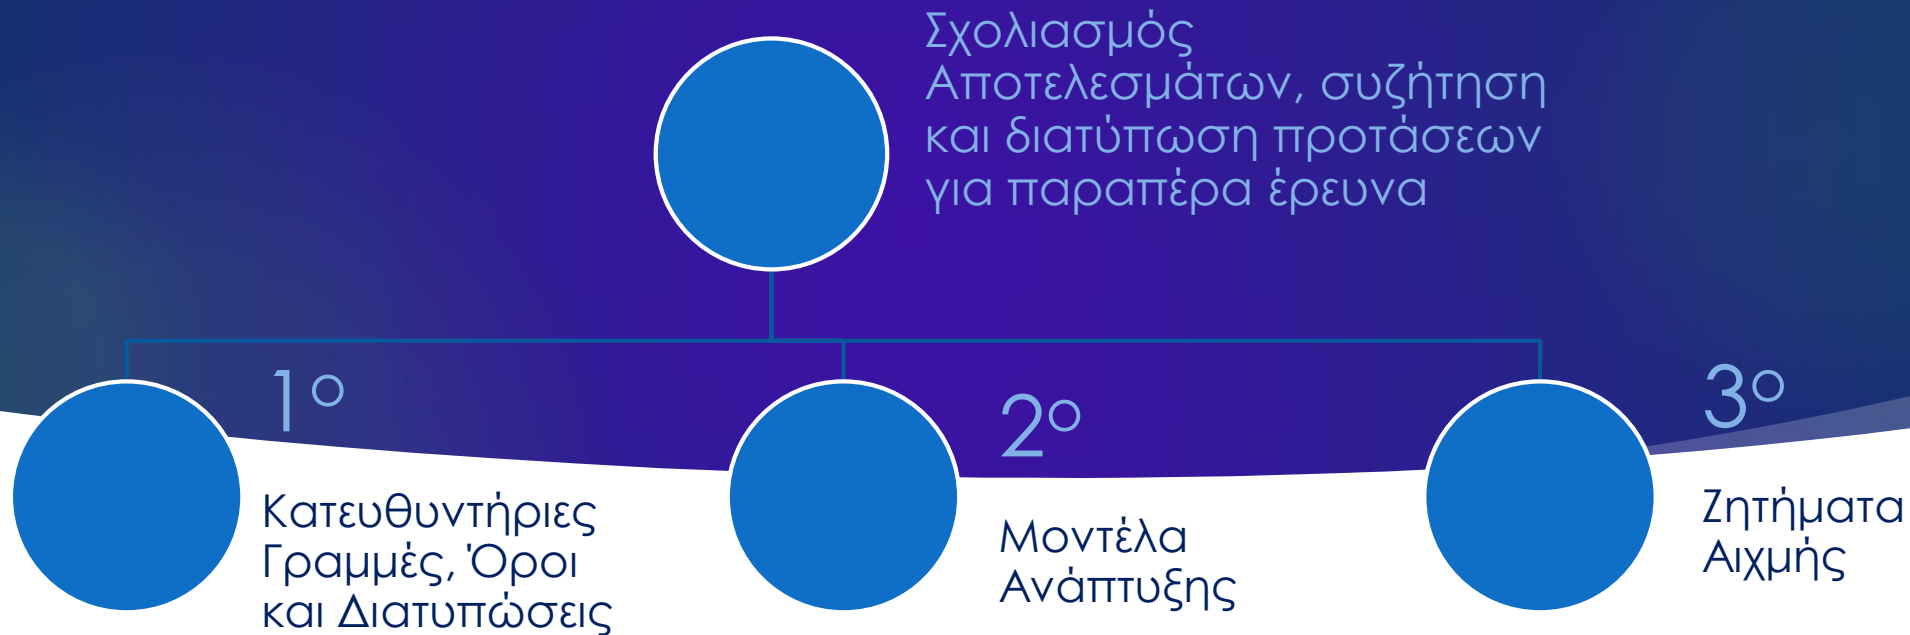 Σχολιασμός
Αποτελεσμάτων, συζήτηση
και διατύπωση προτάσεων
για παραπέρα έρευνα
1ο
Κατευθυντήριες
Γραμμές, Όροι
και Διατυπώσεις
2ο
Μοντέλα
Ανάπτυξης
3ο
Ζητήματα
Αιχμής